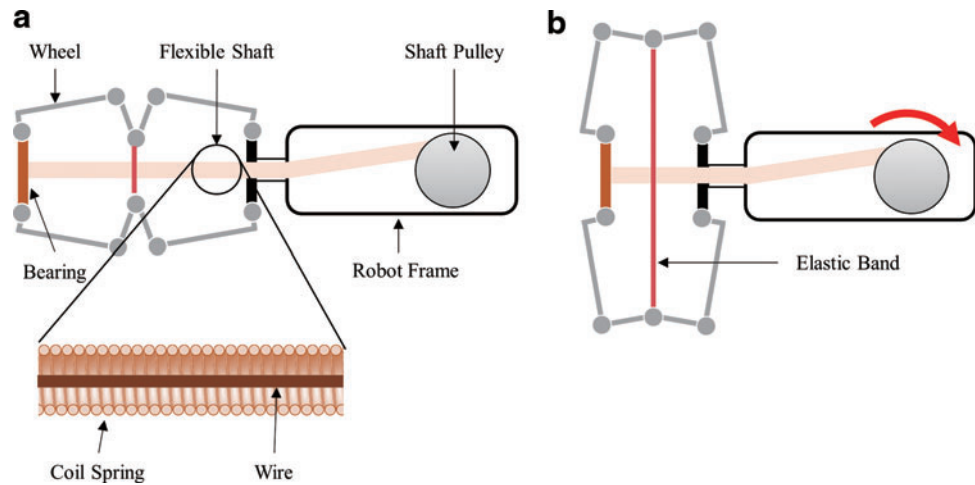 a
Wheel
Flexible Shaft
Shaft Pulley
Bearing
Robot Frame
Coil Spring
Wire
b
Elastic Band